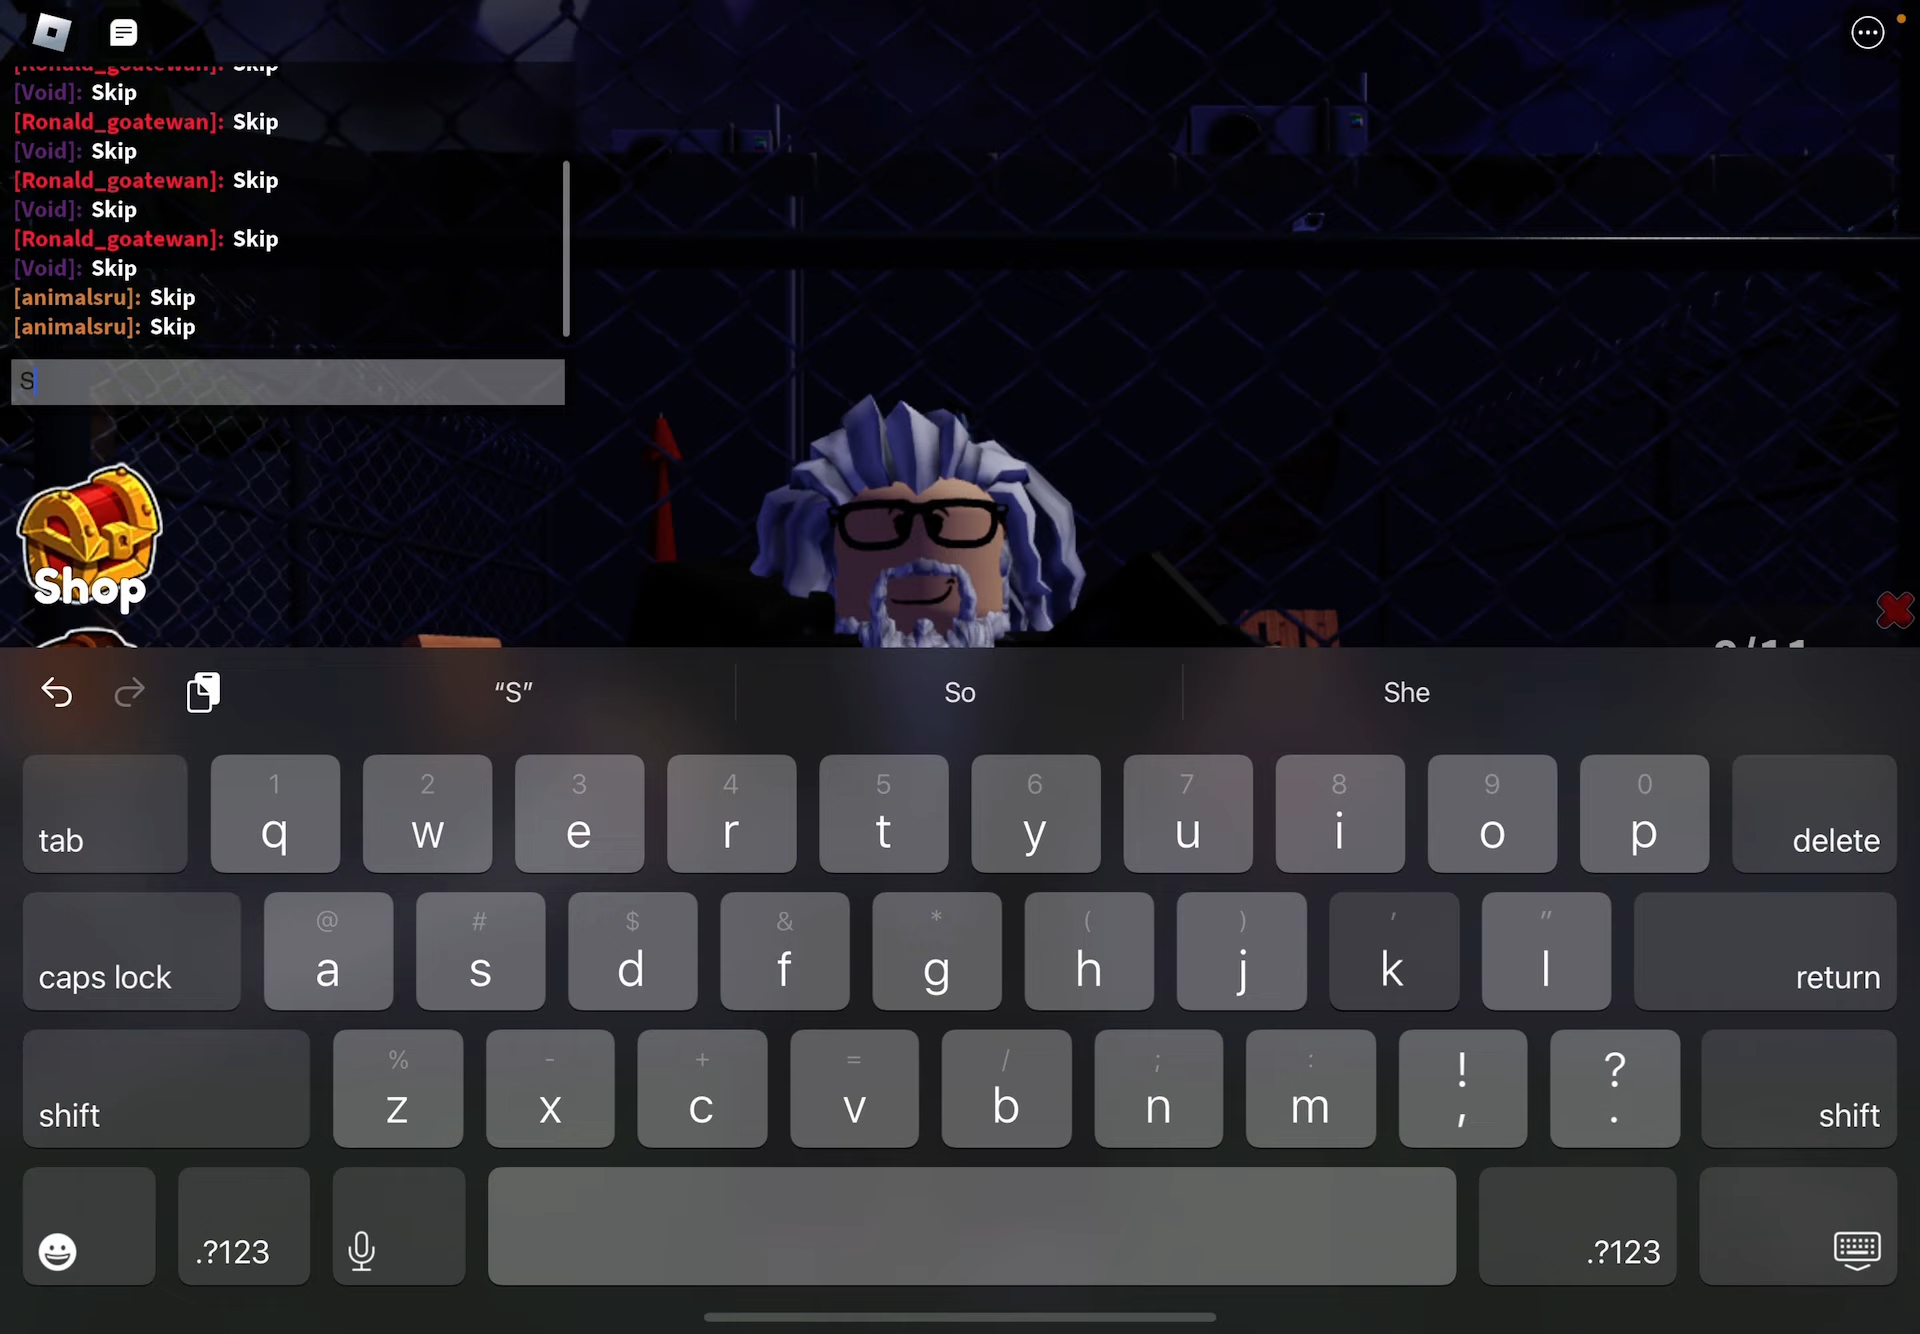 [Ronald_goatewan]: Skip
[Void]: Skip
[Ronald_goatewan]: Skip
[Void]: Skip
[Ronald_goatewan]: Skip
[Void]: Skip
[Ronald_goatewan]: Skip
[Void]: Skip
[animalsru]: Skip
[animalsru]: Skip
S
Shop
“S” So She
tab 1 q 2 w 3 e 4 r 5 t 6 y 7 u 8 i 9 o 0 p delete
caps lock @ a # s $ d & f * g ( h ) j ' k " l return
shift % z - x + c = v / b ; n : m ! , ? . shift
.?123 .?123